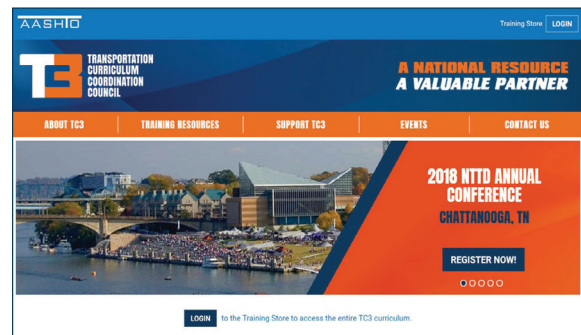 AASHTO
Training Store LOGIN
T3 TRANSPORTATION
CURRICULUM
COORDINATION
COUNCIL
A NATIONAL RESOURCE
A VALUABLE PARTNER
ABOUT TC3 TRAINING RESOURCES SUPPORT TC3 EVENTS CONTACT US
2018 NTTD ANNUAL
CONFERENCE
CHATTANOOGA, TN
REGISTER NOW!
LOGIN to the Training Store to access the entire TC3 curriculum.